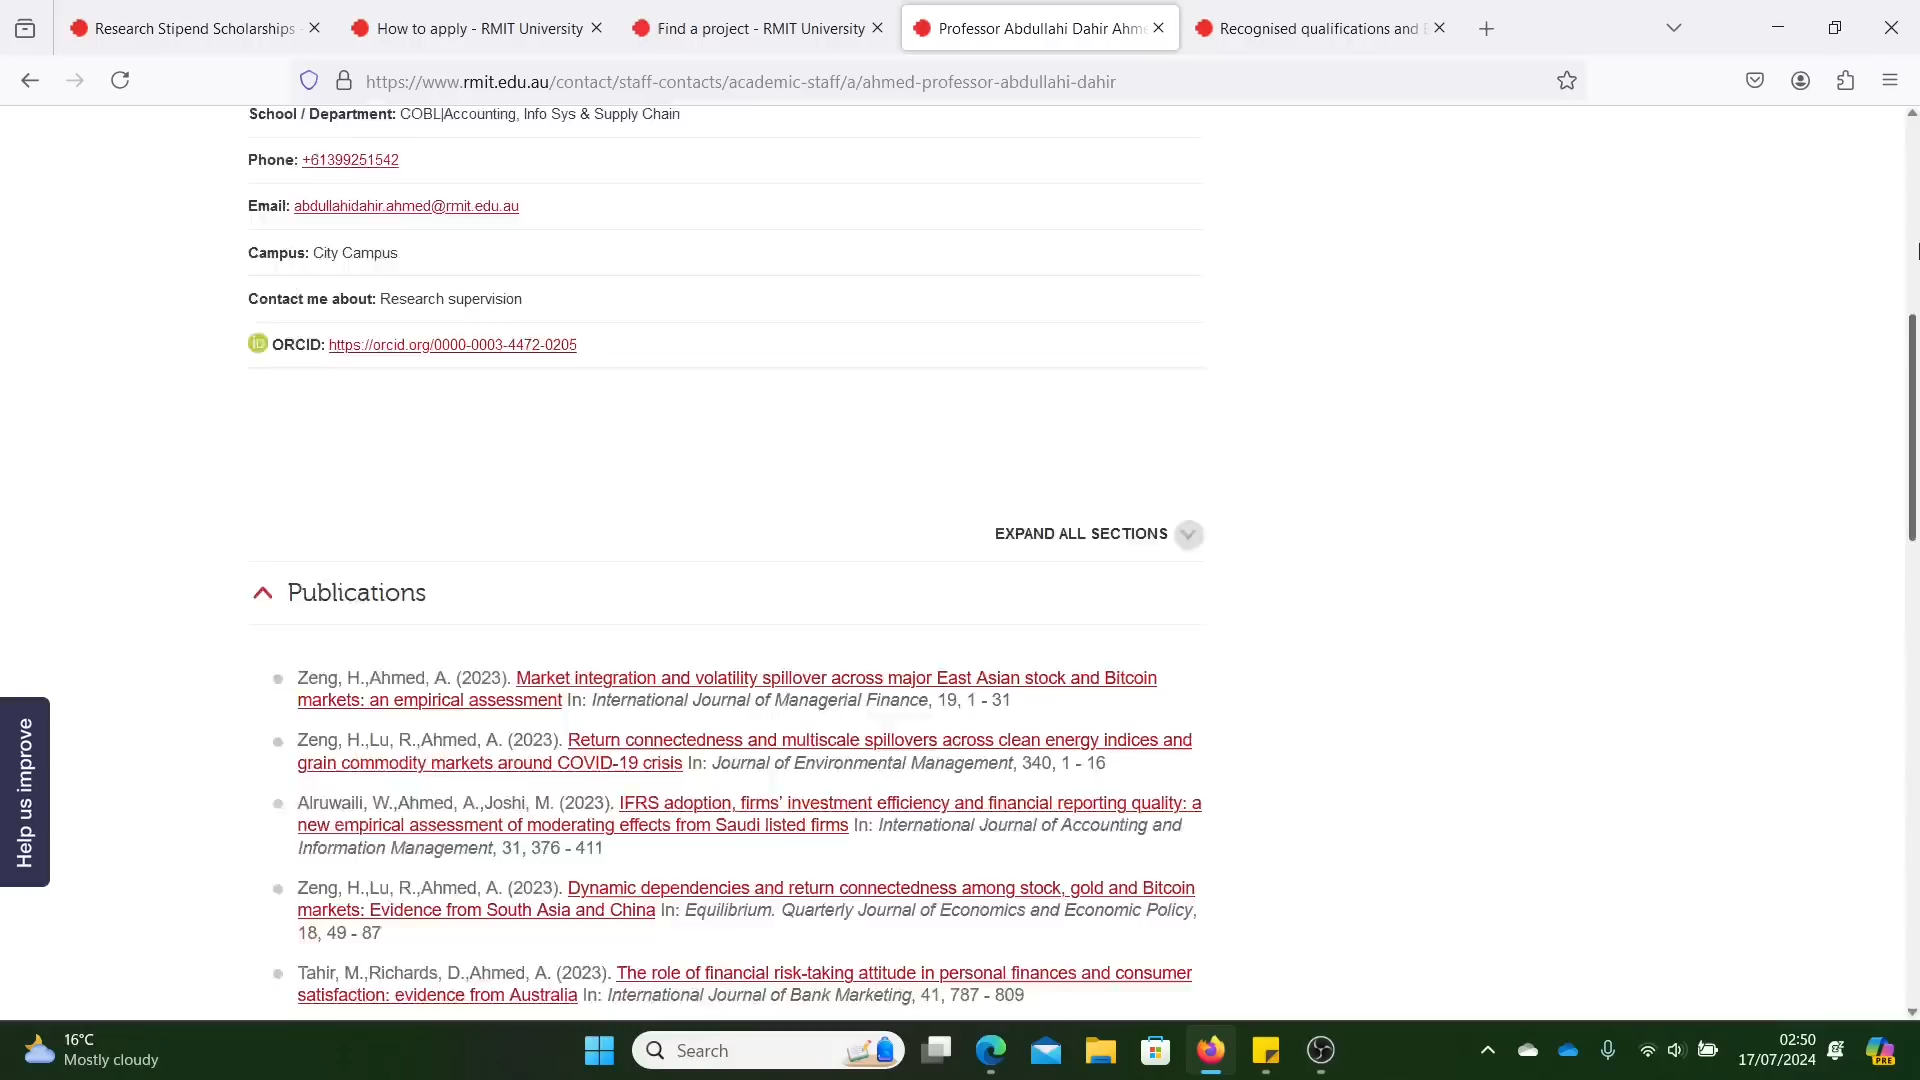 Research Stipend Scholarships -
How to apply - RMIT University
Find a project - RMIT University
Professor Abdullahi Dahir Ahme
Recognised qualifications and E
https://www.rmit.edu.au/contact/staff-contacts/academic-staff/a/ahmed-professor-abdullahi-dahir
School / Department: COBL|Accounting, Info Sys & Supply Chain
Phone: +61399251542
Email: abdullahidahir.ahmed@rmit.edu.au
Campus: City Campus
Contact me about: Research supervision
iD ORCID: https://orcid.org/0000-0003-4472-0205
EXPAND ALL SECTIONS
Publications
Zeng, H.,Ahmed, A. (2023). Market integration and volatility spillover across major East Asian stock and Bitcoin
markets: an empirical assessment In: International Journal of Managerial Finance, 19, 1 - 31
Zeng, H.,Lu, R.,Ahmed, A. (2023). Return connectedness and multiscale spillovers across clean energy indices and
grain commodity markets around COVID-19 crisis In: Journal of Environmental Management, 340, 1 - 16
Alruwaili, W.,Ahmed, A.,Joshi, M. (2023). IFRS adoption, firms' investment efficiency and financial reporting quality: a
new empirical assessment of moderating effects from Saudi listed firms In: International Journal of Accounting and
Information Management, 31, 376 - 411
Zeng, H.,Lu, R.,Ahmed, A. (2023). Dynamic dependencies and return connectedness among stock, gold and Bitcoin
markets: Evidence from South Asia and China In: Equilibrium. Quarterly Journal of Economics and Economic Policy,
18, 49 - 87
Tahir, M.,Richards, D.,Ahmed, A. (2023). The role of financial risk-taking attitude in personal finances and consumer
satisfaction: evidence from Australia In: International Journal of Bank Marketing, 41, 787 - 809
Help us improve
16°C
Mostly cloudy
Search
02:50
17/07/2024
PRE